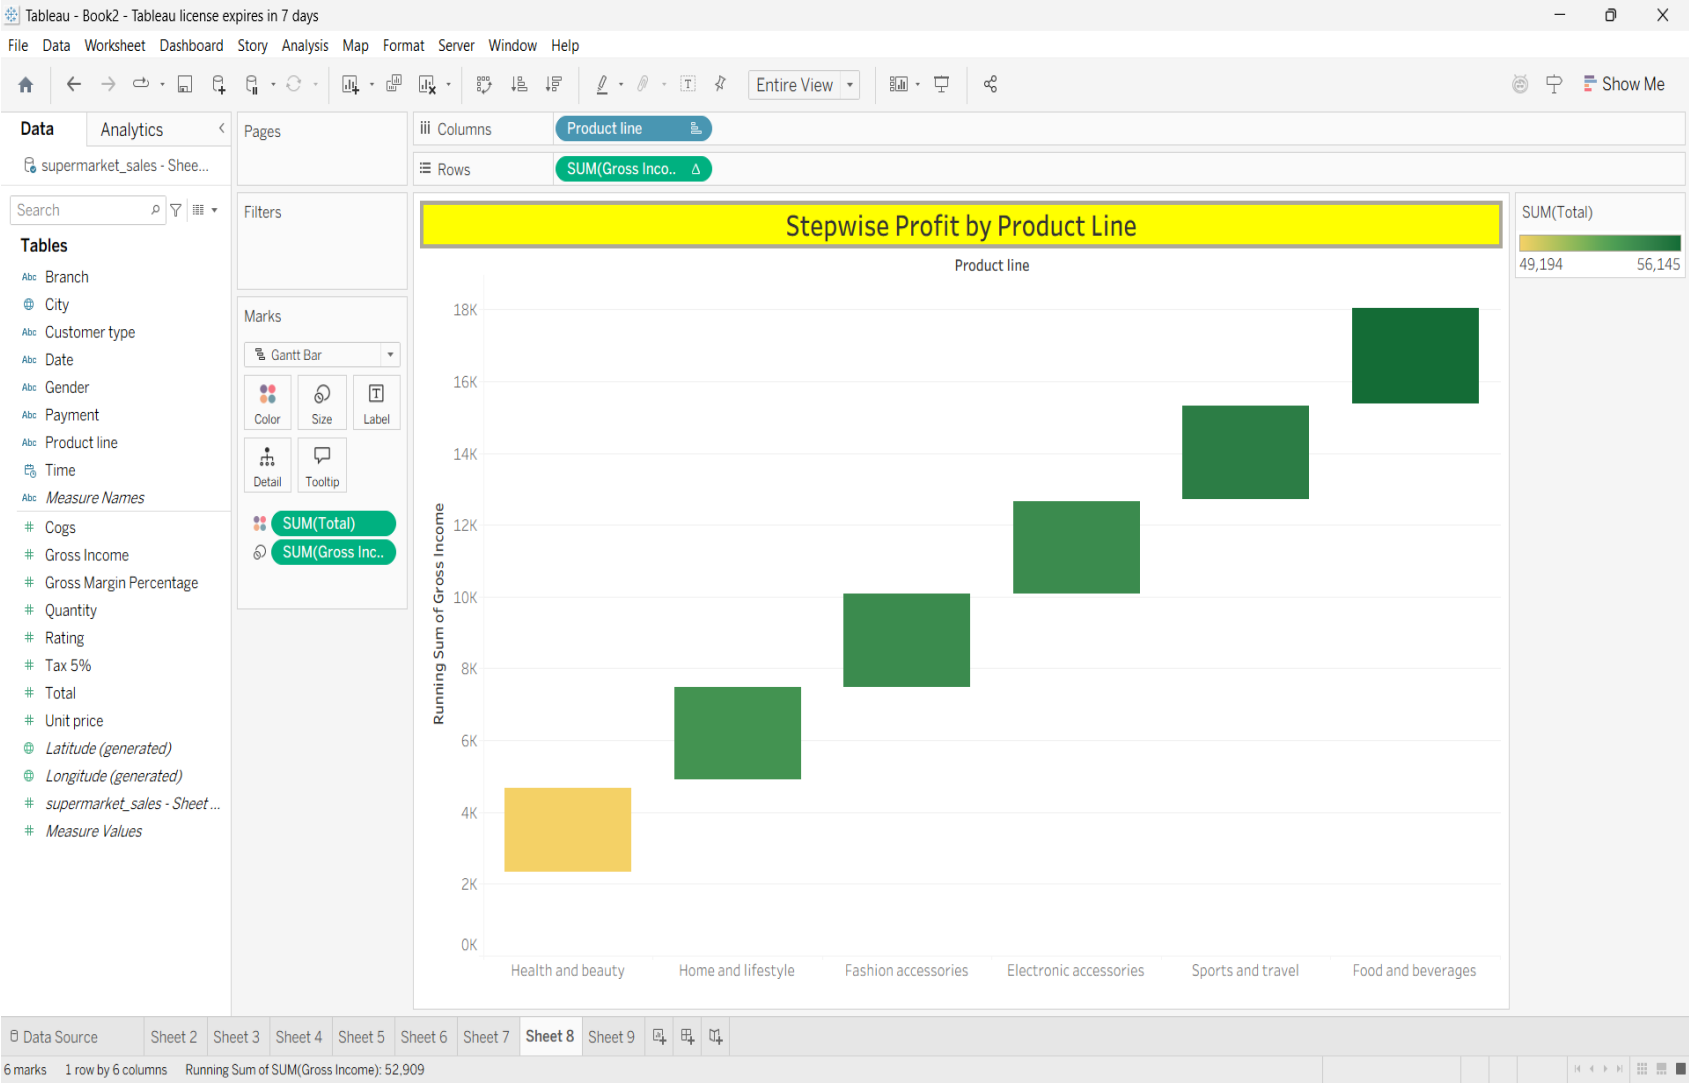 Tableau - Book2 - Tableau license expires in 7 days
File Data Worksheet Dashboard Story Analysis Map Format Server Window Help
Entire View
Show Me
Data
Analytics
supermarket_sales - Shee...
Search
Tables
Abc Branch
City
Abc Customer type
Abc Date
Abc Gender
Abc Payment
Abc Product line
Time
Abc Measure Names
# Cogs
# Gross Income
# Gross Margin Percentage
# Quantity
# Rating
# Tax 5%
# Total
# Unit price
Latitude (generated)
Longitude (generated)
# supermarket_sales - Sheet ...
# Measure Values
Pages
Filters
Marks
Gantt Bar
Color
Size
Label
Detail
Tooltip
SUM(Total)
SUM(Gross Inc..
iii Columns
Product line
Rows
SUM(Gross Inco.. Δ
Stepwise Profit by Product Line
Product line
Running Sum of Gross Income
18K
16K
14K
12K
10K
8K
6K
4K
2K
0K
Health and beauty
Home and lifestyle
Fashion accessories
Electronic accessories
Sports and travel
Food and beverages
SUM(Total)
49,194 56,145
Data Source
Sheet 2
Sheet 3
Sheet 4
Sheet 5
Sheet 6
Sheet 7
Sheet 8
Sheet 9
6 marks 1 row by 6 columns Running Sum of SUM(Gross Income): 52,909